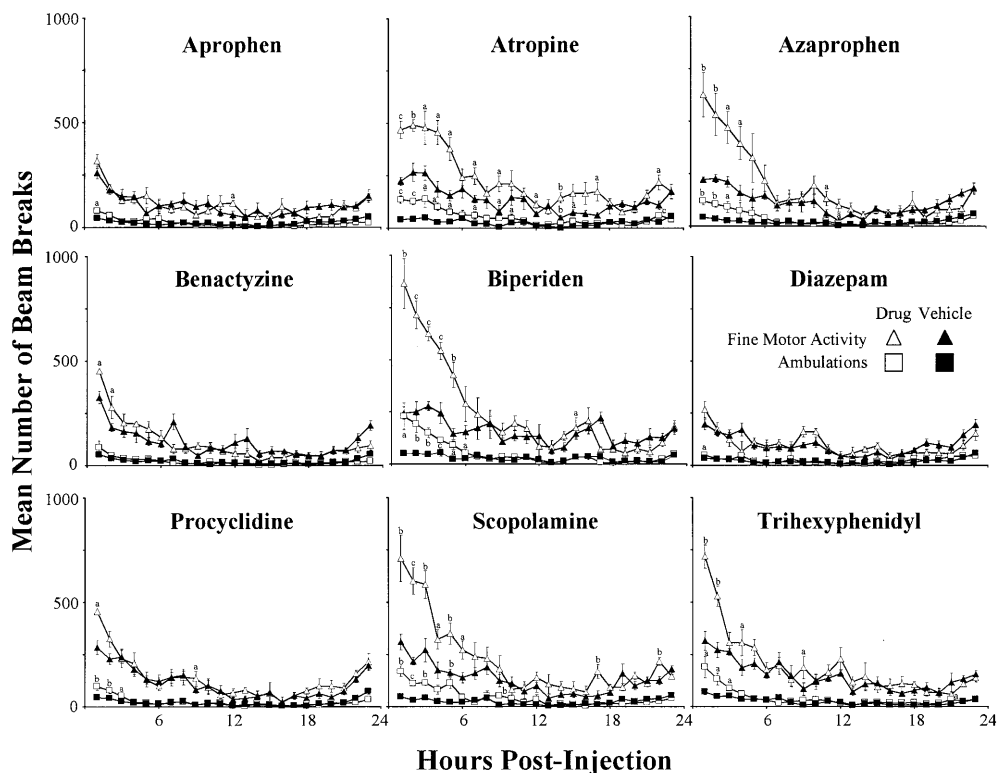 Mean Number of Beam Breaks
1000
500
0
Aprophen
Atropine
Azaprophen
1000
500
0
Benactyzine
Biperiden
Diazepam
Drug Vehicle
Fine Motor Activity
Ambulations
1000
500
0
Procyclidine
Scopolamine
Trihexyphenidyl
6 12 18 24 6 12 18 24 6 12 18 24
Hours Post-Injection